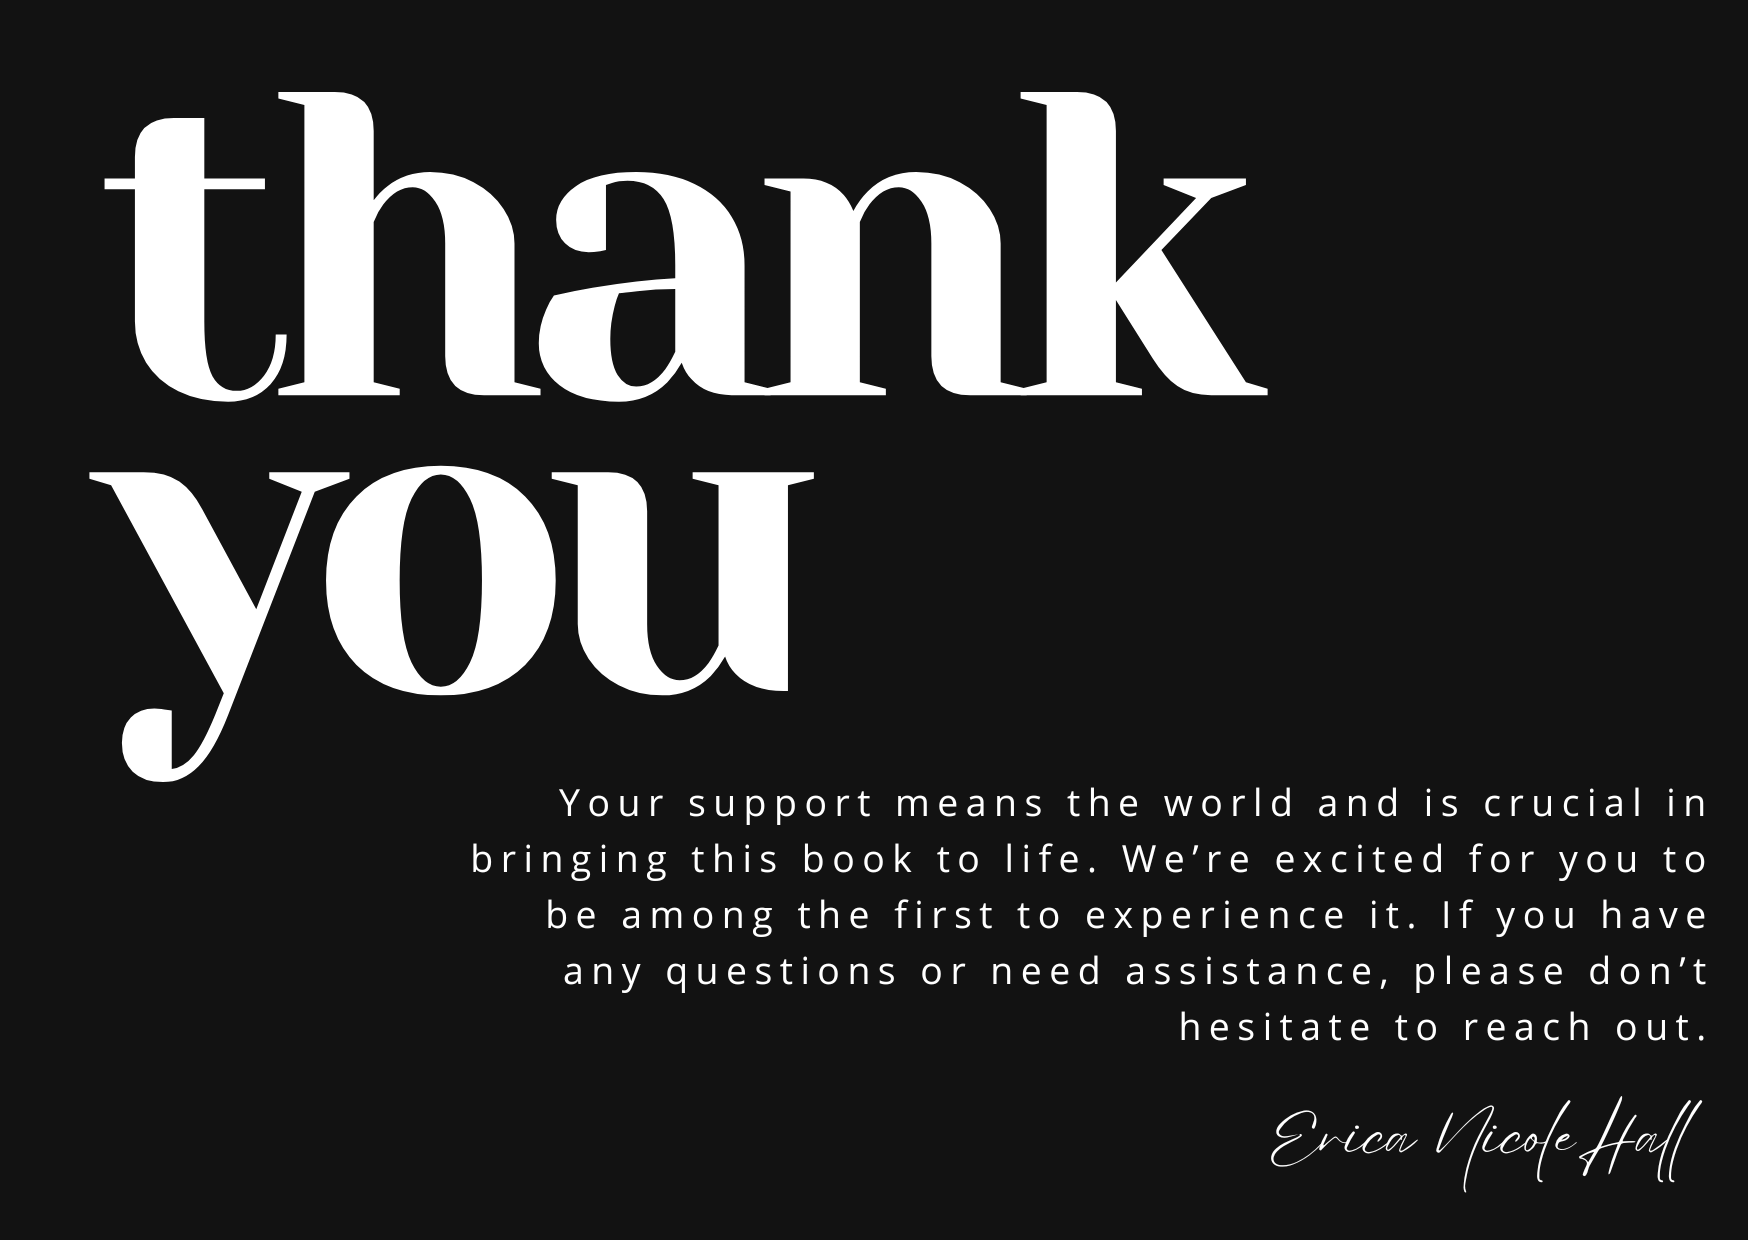 thank
you
Your support means the world and is crucial in
bringing this book to life. We’re excited for you to
be among the first to experience it. If you have
any questions or need assistance, please don’t
hesitate to reach out.
Erica Nicole Hall